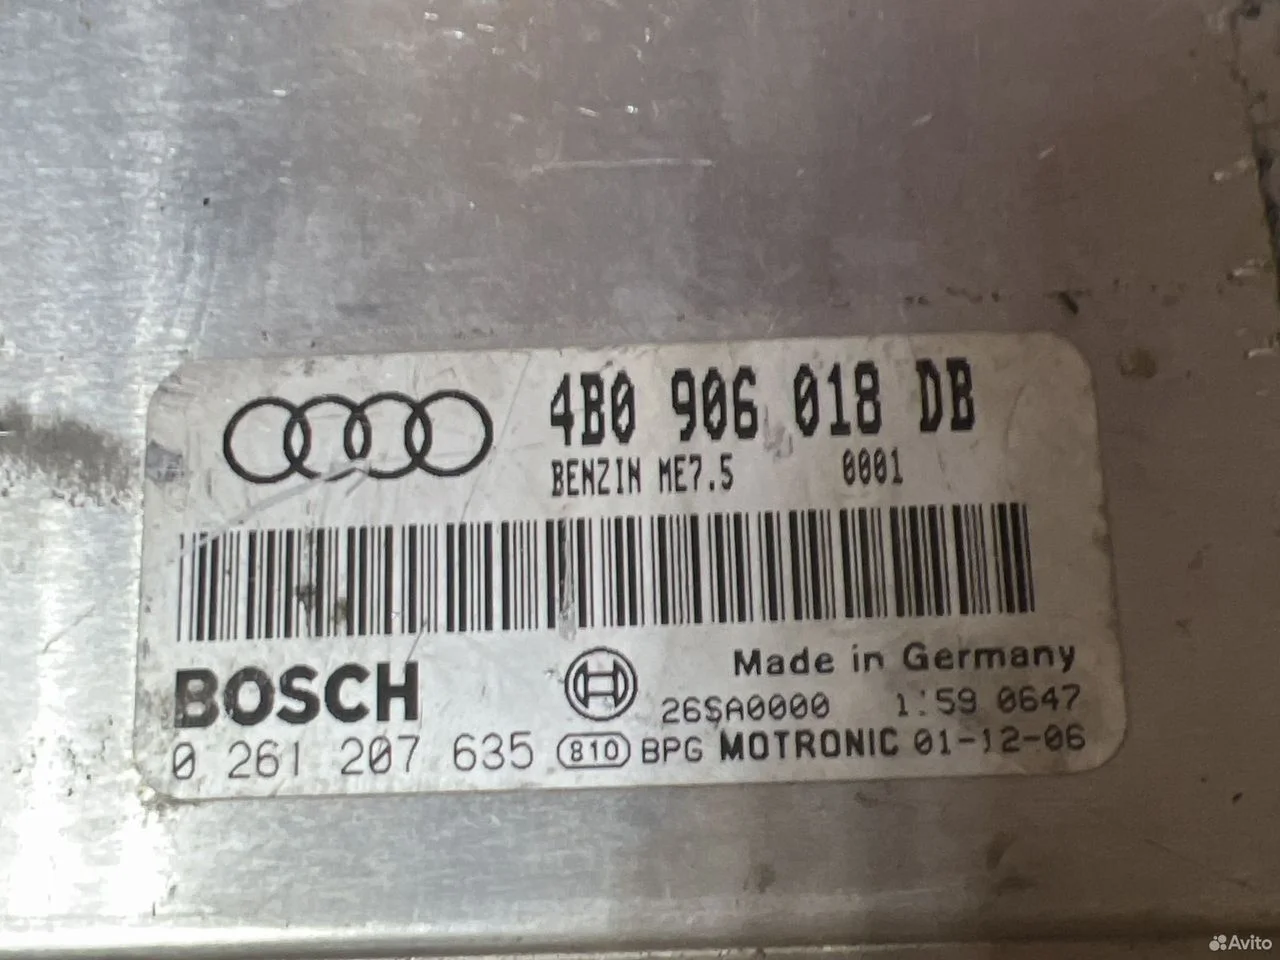 4B0 906 018 DB
BENZIN ME7.5 0001
BOSCH
Made in Germany
26SA0000 1:59 0647
0 261 207 635 810 BPG MOTRONIC 01-12-06
Avito